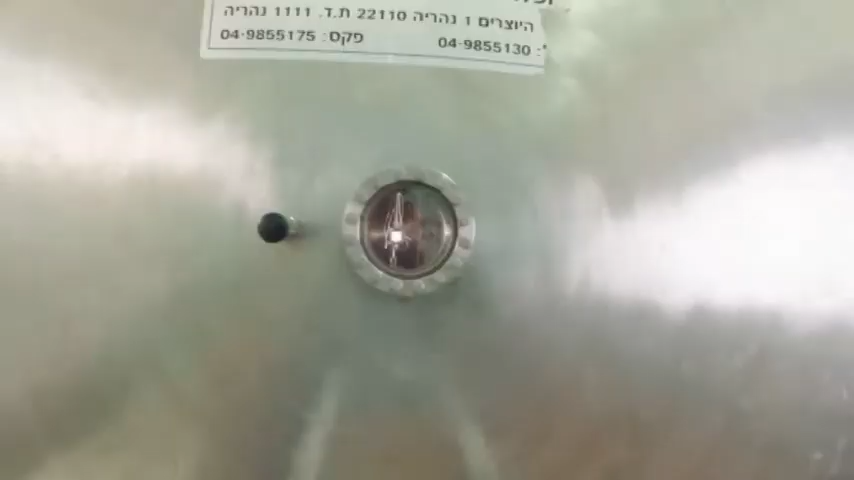 היוצרים 1 נהריה 22110 ת.ד. 1111 נהריה
04-9855130 פקס: 04-9855175